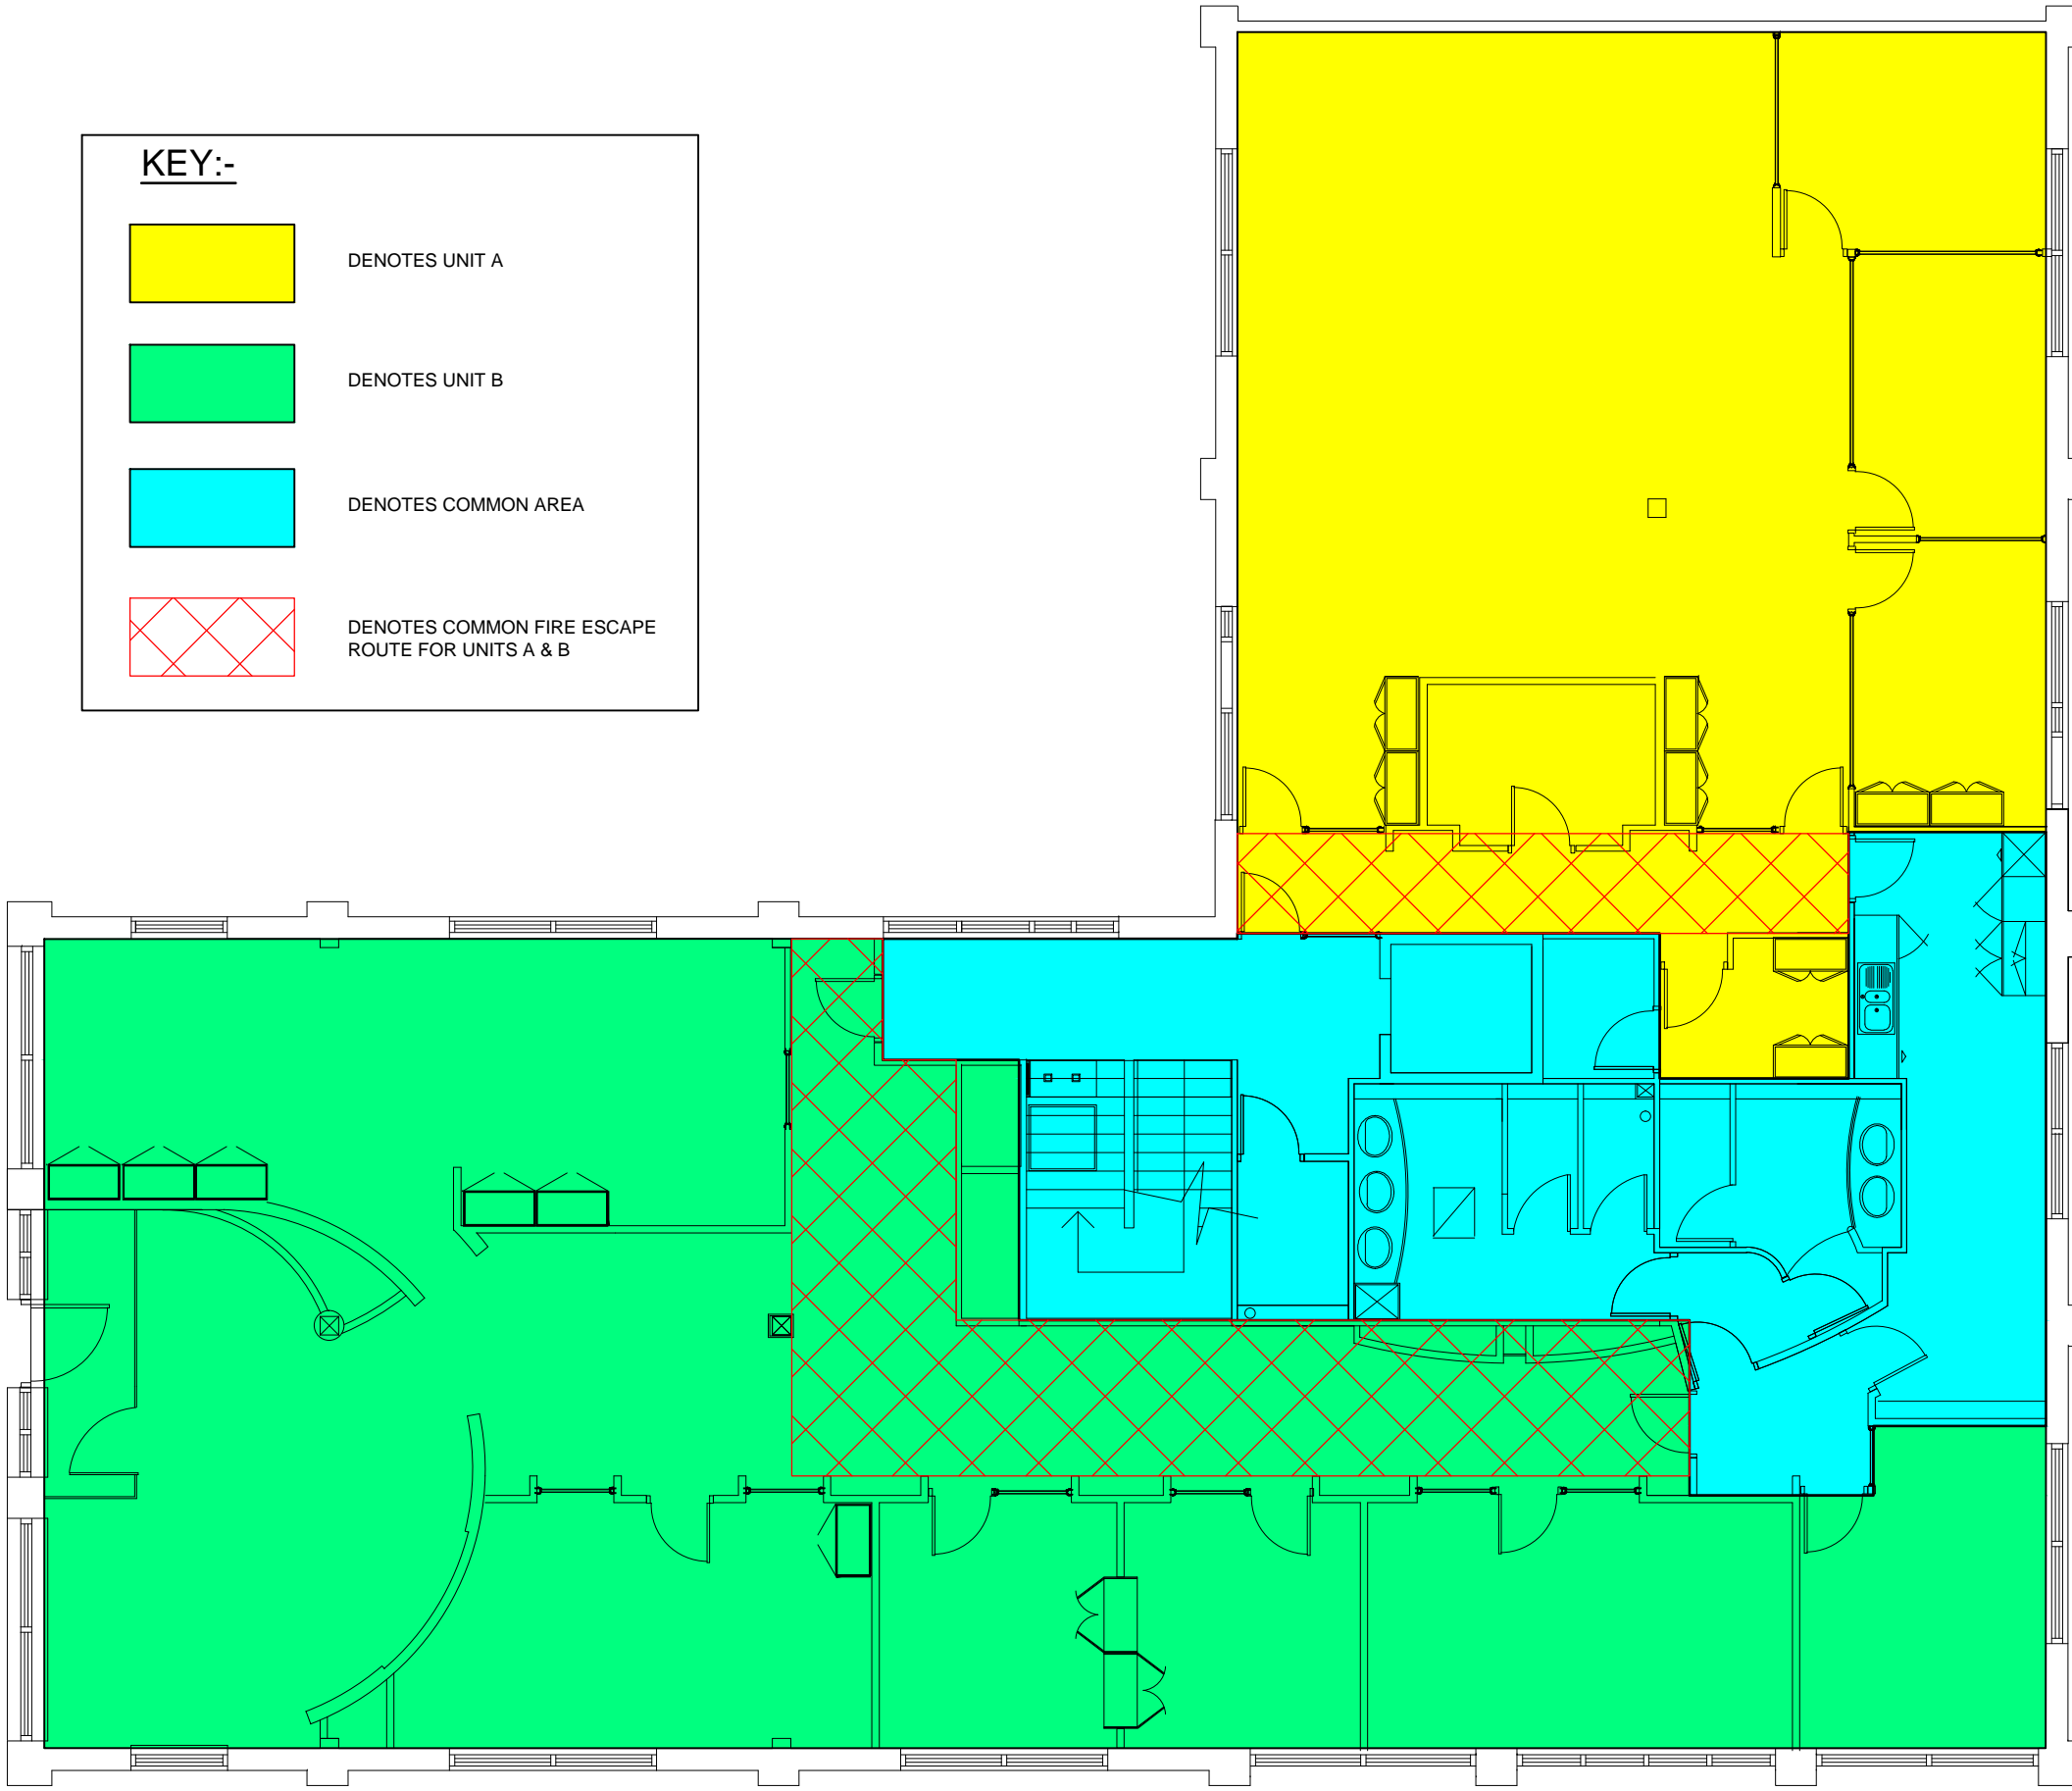 KEY:-
DENOTES UNIT A
DENOTES UNIT B
DENOTES COMMON AREA
DENOTES COMMON FIRE ESCAPE
ROUTE FOR UNITS A & B